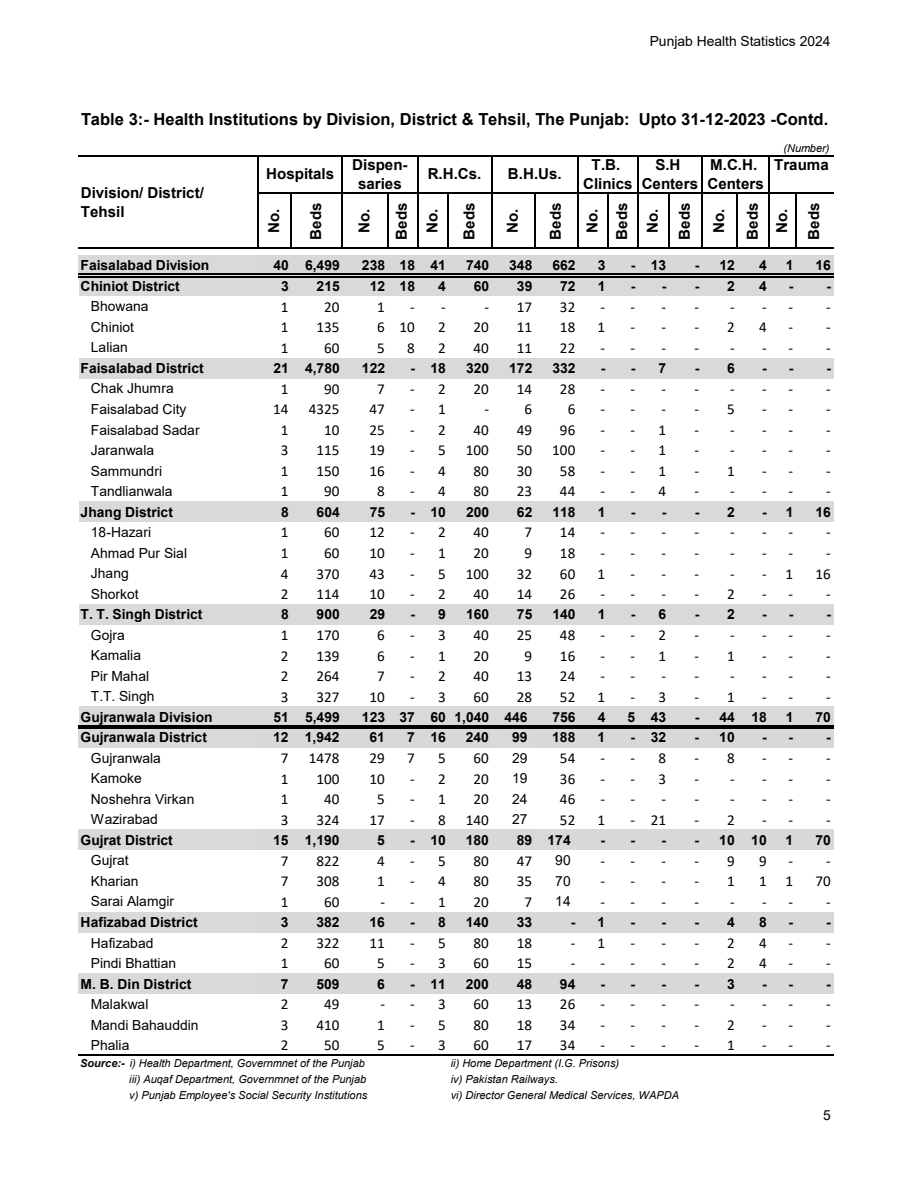 Punjab Health Statistics 2024
Table 3:- Health Institutions by Division, District & Tehsil, The Punjab: Upto 31-12-2023 -Contd.
(Number)
Division/ District/ Tehsil Hospitals Dispen-saries R.H.Cs. B.H.Us. T.B. Clinics S.H Centers M.C.H. Centers Trauma
No. Beds No. Beds No. Beds No. Beds No. Beds No. Beds No. Beds No. Beds
Faisalabad Division 40 6,499 238 18 41 740 348 662 3 - 13 - 12 4 1 16
Chiniot District 3 215 12 18 4 60 39 72 1 - - - 2 4 - -
Bhowana 1 20 1 - - - 17 32 - - - - - - - -
Chiniot 1 135 6 10 2 20 11 18 1 - - - 2 4 - -
Lalian 1 60 5 8 2 40 11 22 - - - - - - - -
Faisalabad District 21 4,780 122 - 18 320 172 332 - - 7 - 6 - - -
Chak Jhumra 1 90 7 - 2 20 14 28 - - - - - - - -
Faisalabad City 14 4325 47 - 1 - 6 6 - - - - 5 - - -
Faisalabad Sadar 1 10 25 - 2 40 49 96 - - 1 - - - - -
Jaranwala 3 115 19 - 5 100 50 100 - - 1 - - - - -
Sammundri 1 150 16 - 4 80 30 58 - - 1 - 1 - - -
Tandlianwala 1 90 8 - 4 80 23 44 - - 4 - - - - -
Jhang District 8 604 75 - 10 200 62 118 1 - - - 2 - 1 16
18-Hazari 1 60 12 - 2 40 7 14 - - - - - - - -
Ahmad Pur Sial 1 60 10 - 1 20 9 18 - - - - - - - -
Jhang 4 370 43 - 5 100 32 60 1 - - - - - 1 16
Shorkot 2 114 10 - 2 40 14 26 - - - - 2 - - -
T. T. Singh District 8 900 29 - 9 160 75 140 1 - 6 - 2 - - -
Gojra 1 170 6 - 3 40 25 48 - - 2 - - - - -
Kamalia 2 139 6 - 1 20 9 16 - - 1 - 1 - - -
Pir Mahal 2 264 7 - 2 40 13 24 - - - - - - - -
T.T. Singh 3 327 10 - 3 60 28 52 1 - 3 - 1 - - -
Gujranwala Division 51 5,499 123 37 60 1,040 446 756 4 5 43 - 44 18 1 70
Gujranwala District 12 1,942 61 7 16 240 99 188 1 - 32 - 10 - - -
Gujranwala 7 1478 29 7 5 60 29 54 - - 8 - 8 - - -
Kamoke 1 100 10 - 2 20 19 36 - - 3 - - - - -
Noshehra Virkan 1 40 5 - 1 20 24 46 - - - - - - - -
Wazirabad 3 324 17 - 8 140 27 52 1 - 21 - 2 - - -
Gujrat District 15 1,190 5 - 10 180 89 174 - - - - 10 10 1 70
Gujrat 7 822 4 - 5 80 47 90 - - - - 9 9 - -
Kharian 7 308 1 - 4 80 35 70 - - - - 1 1 1 70
Sarai Alamgir 1 60 - - 1 20 7 14 - - - - - - - -
Hafizabad District 3 382 16 - 8 140 33 - 1 - - - 4 8 - -
Hafizabad 2 322 11 - 5 80 18 - 1 - - - 2 4 - -
Pindi Bhattian 1 60 5 - 3 60 15 - - - - - 2 4 - -
M. B. Din District 7 509 6 - 11 200 48 94 - - - - 3 - - -
Malakwal 2 49 - - 3 60 13 26 - - - - - - - -
Mandi Bahauddin 3 410 1 - 5 80 18 34 - - - - 2 - - -
Phalia 2 50 5 - 3 60 17 34 - - - - 1 - - -
Source:- i) Health Department, Governmnet of the Punjab ii) Home Department (I.G. Prisons)
iii) Auqaf Department, Governmnet of the Punjab iv) Pakistan Railways.
v) Punjab Employee's Social Security Institutions vi) Director General Medical Services, WAPDA
5